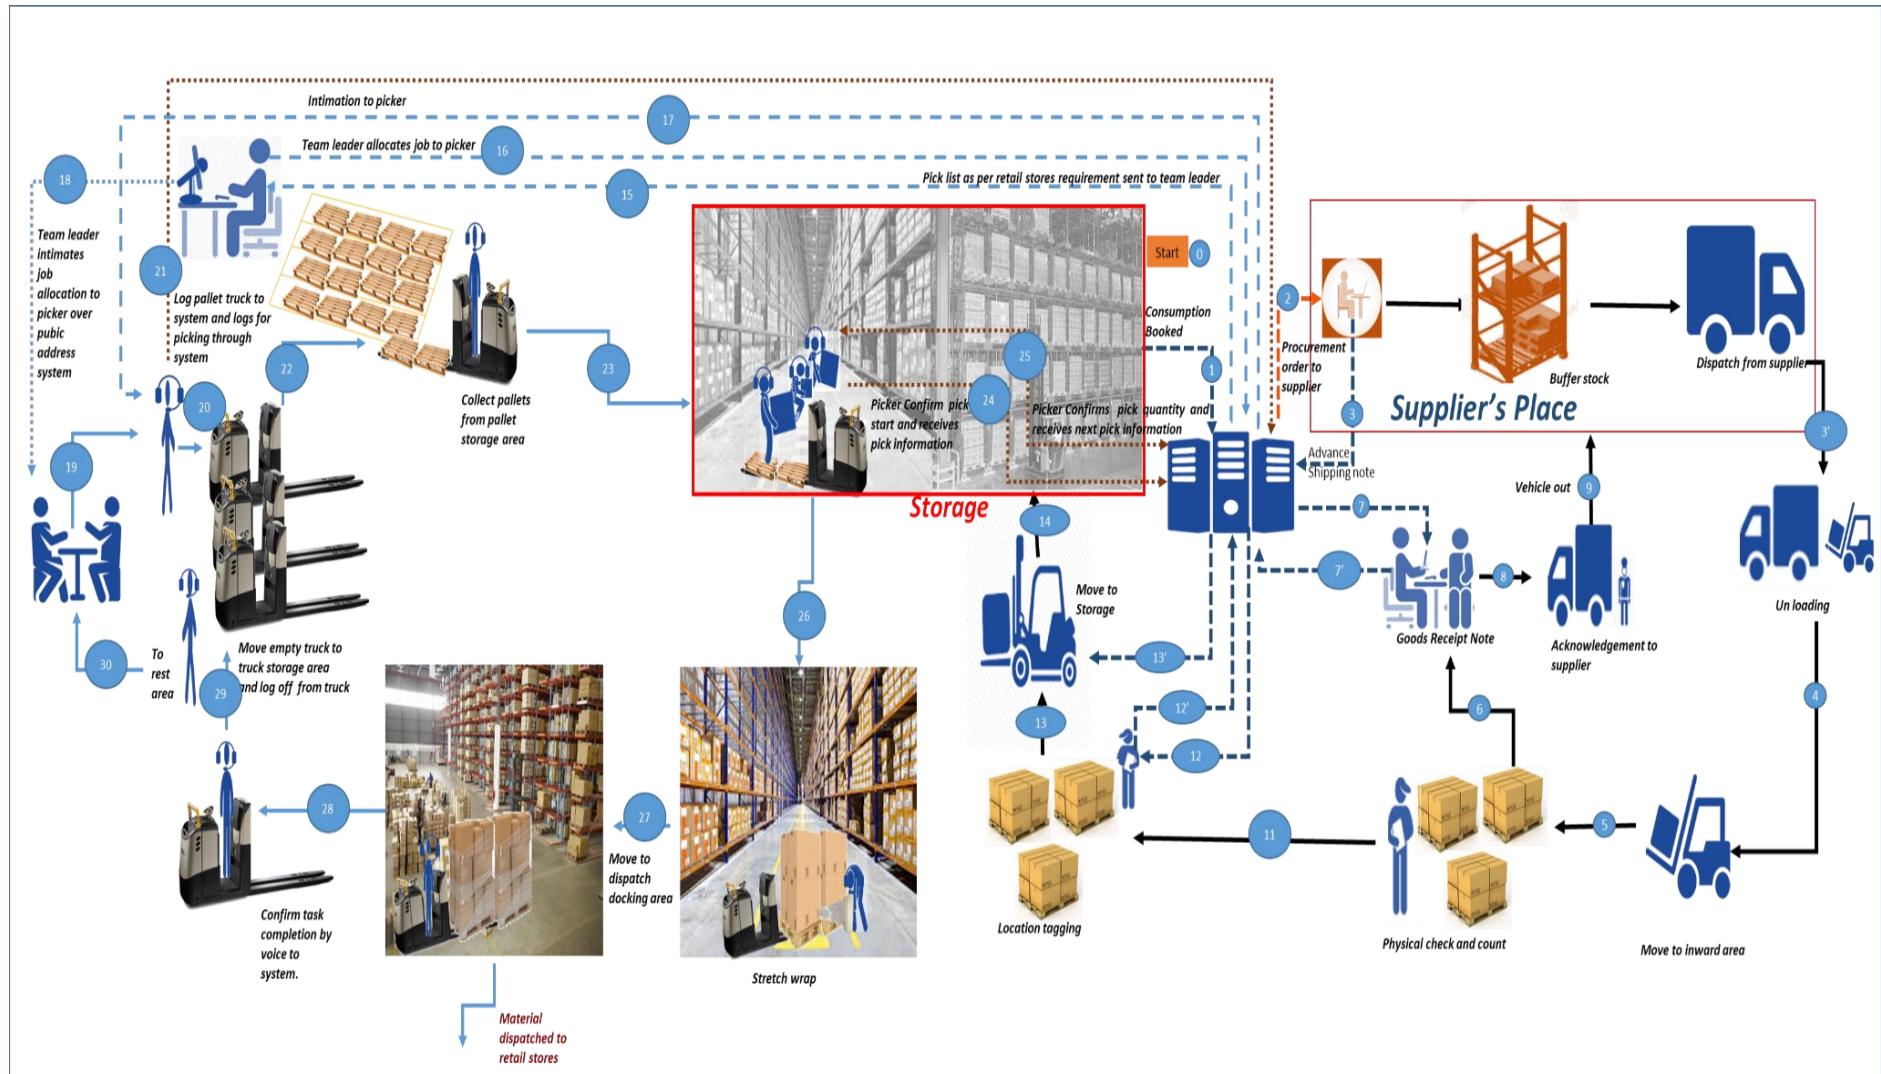 Intimation to picker
17
Team leader allocates job to picker
16
18
Pick list as per retail stores requirement sent to team leader
15
Team leader
intimates
job
allocation to
picker over
pubic
address
system
21
Log pallet truck to
system and logs for
picking through
system
Start
0
2
Consumption
Booked
Procurement
order to
supplier
Buffer stock
Dispatch from supplier
Supplier's Place
22
23
25
1
20
24
3
3'
Collect pallets
from pallet
storage area
Picker Confirm pick
start and receives
pick information
Picker Confirms pick quantity and
receives next pick information
Advance
Shipping note
19
Storage
Vehicle out
9
14
7
7'
8
Move to
Storage
Un loading
Goods Receipt Note
Acknowledgement to
supplier
26
30
To
rest
area
29
Move empty truck to
truck storage area
and log off from truck
13'
12'
13
12
6
4
28
27
11
5
Move to
dispatch
docking area
Confirm task
completion by
voice to
system.
Location tagging
Physical check and count
Move to inward area
Stretch wrap
Material
dispatched to
retail stores